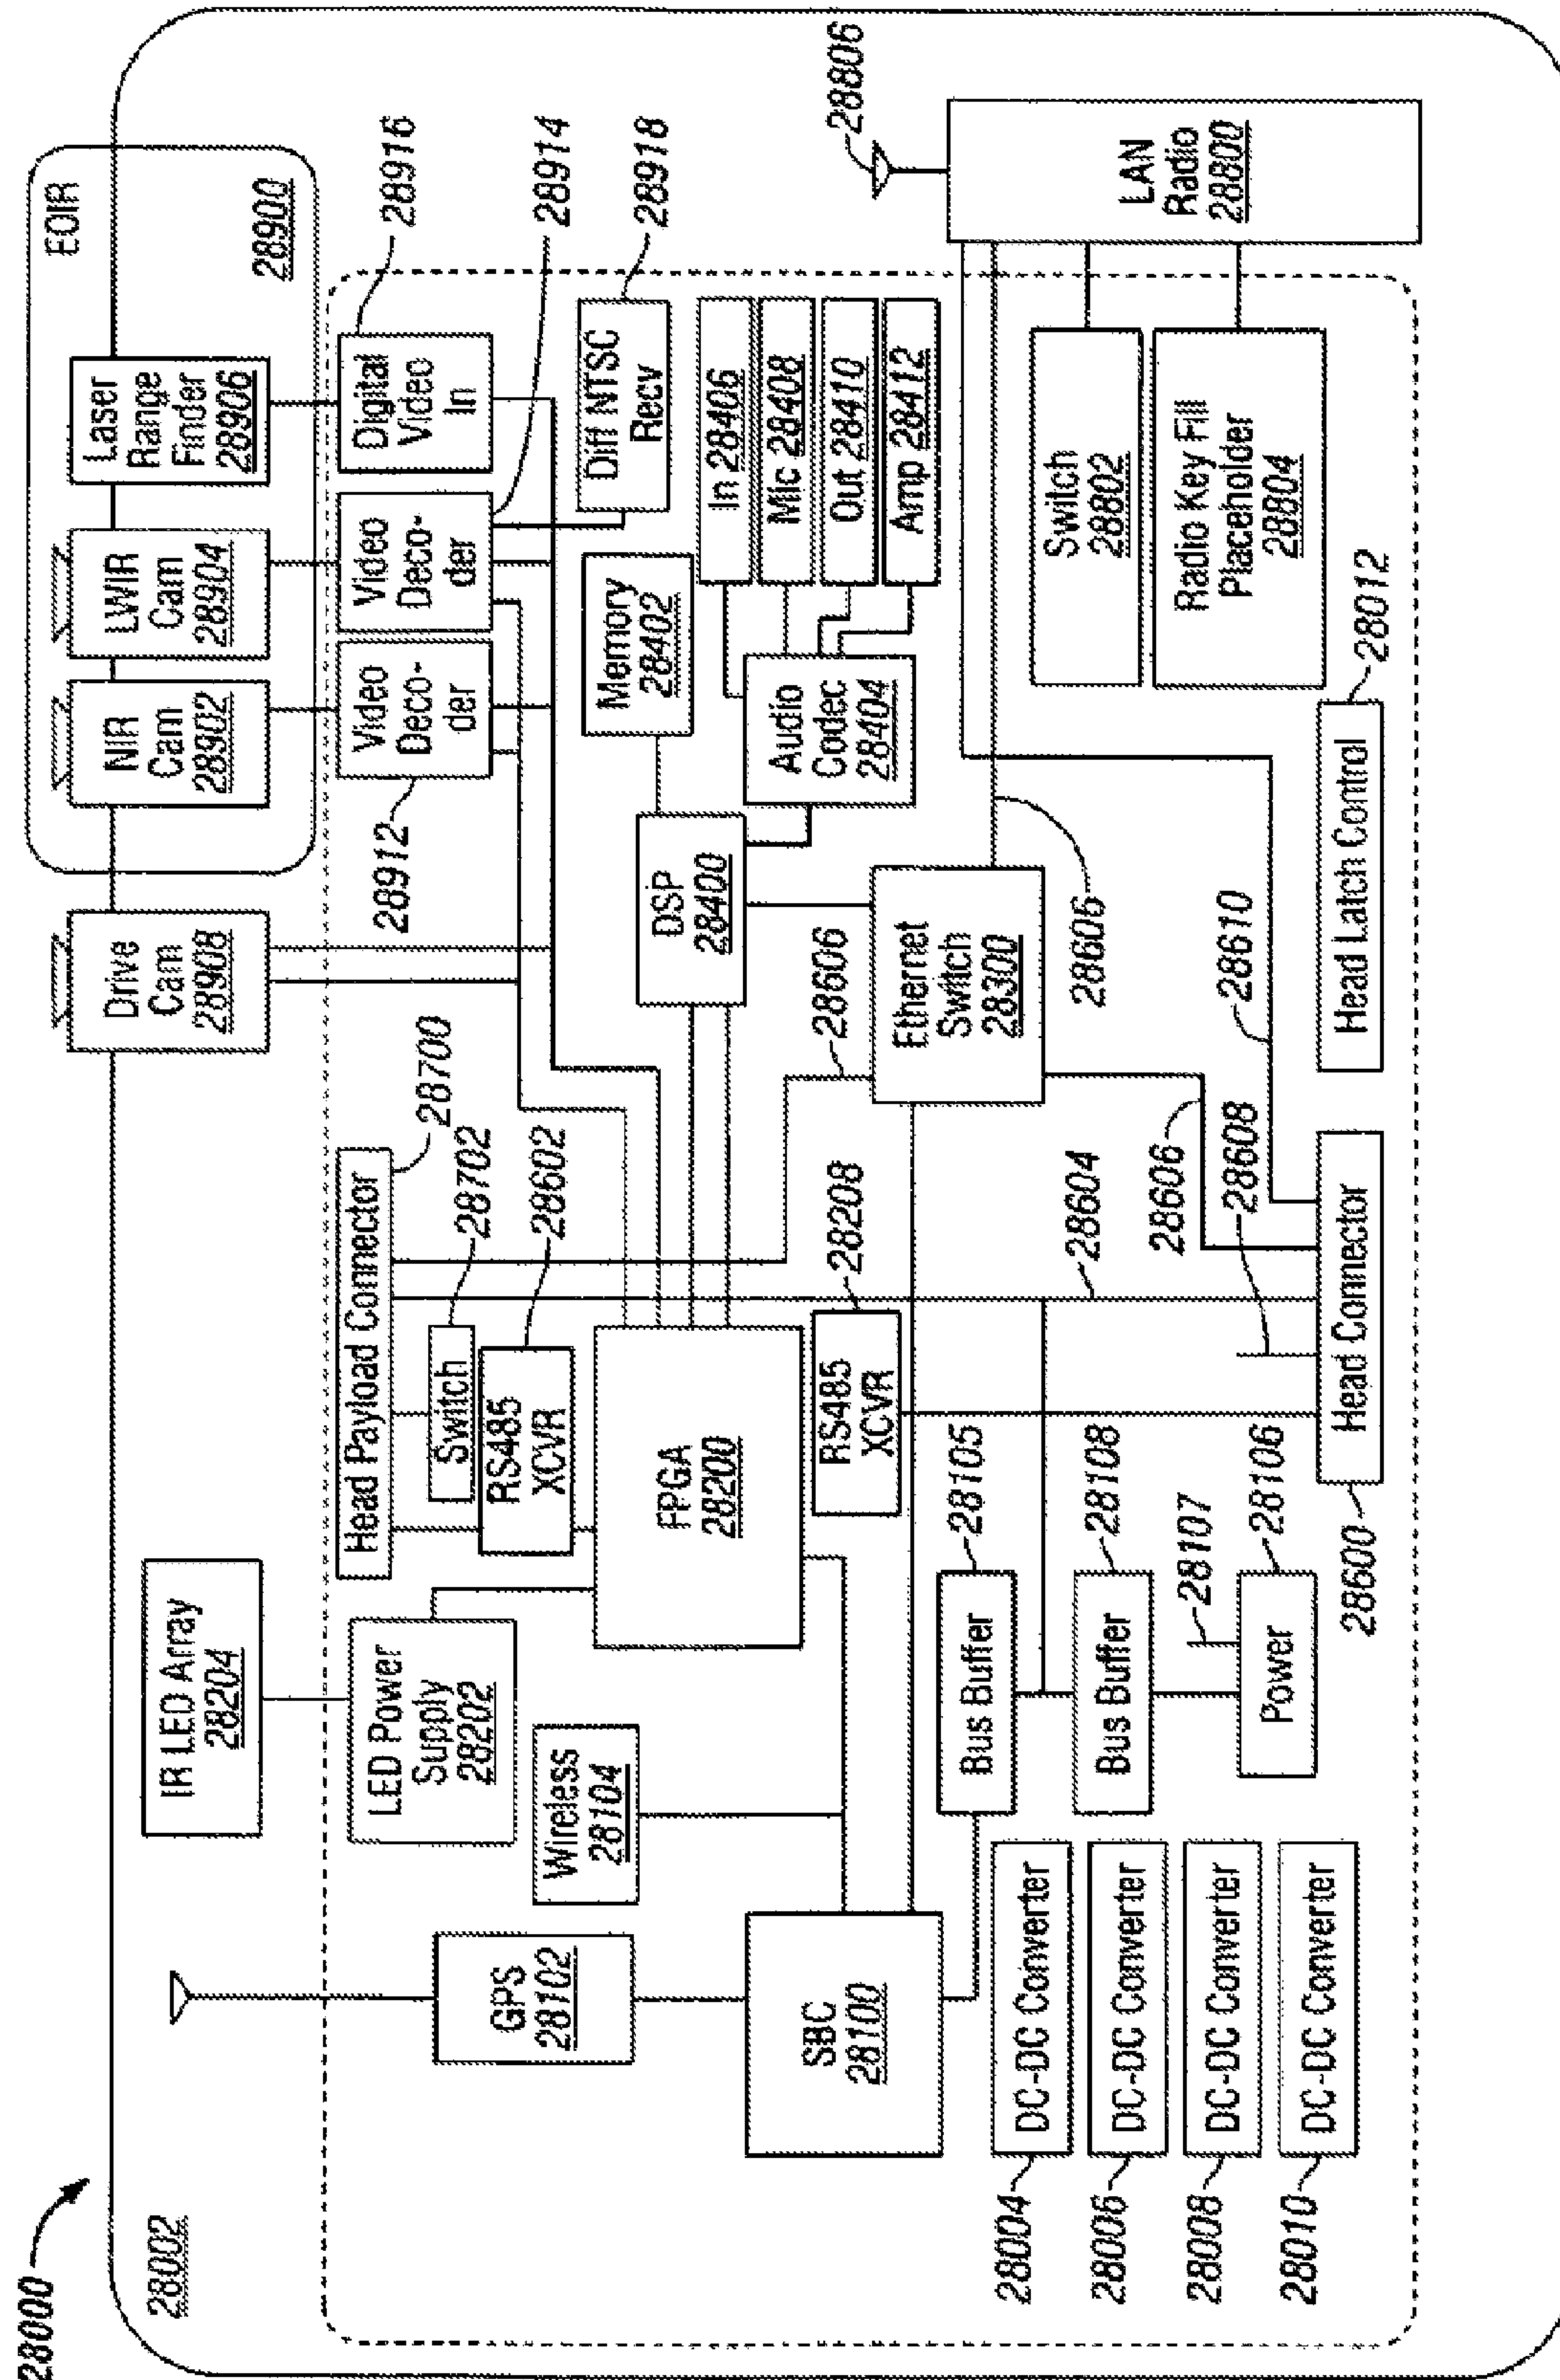 28000
28002
IR LED Array
28204
Drive
Cam
28908
NIR
Cam
28902
LWIR
Cam
28904
Laser
Range
Finder
28906
EOIR
28900
GPS
28102
LED Power
Supply
28202
Wireless
28104
Head Payload Connector
28700
Switch
28702
RS485
XCVR
28602
FPGA
28200
28912
Video
Deco-
der
Video
Deco-
der
28914
Digital
Video
In
28916
Diff NTSC
Recv
28918
Memory
28402
DSP
28400
Audio
Codec
28404
In 28406
Mic 28408
Out 28410
Amp 28412
28806
LAN
Radio
28800
SBC
28100
RS485
XCVR
28208
28606
Ethernet
Switch
28300
28606
Switch
28802
Radio Key Fill
Placeholder
28804
DC-DC Converter
28004
DC-DC Converter
28006
DC-DC Converter
28008
DC-DC Converter
28010
Bus Buffer
28105
Bus Buffer
28108
28107
Power
28106
28604
28606
28608
28610
Head Connector
28600
Head Latch Control
28012